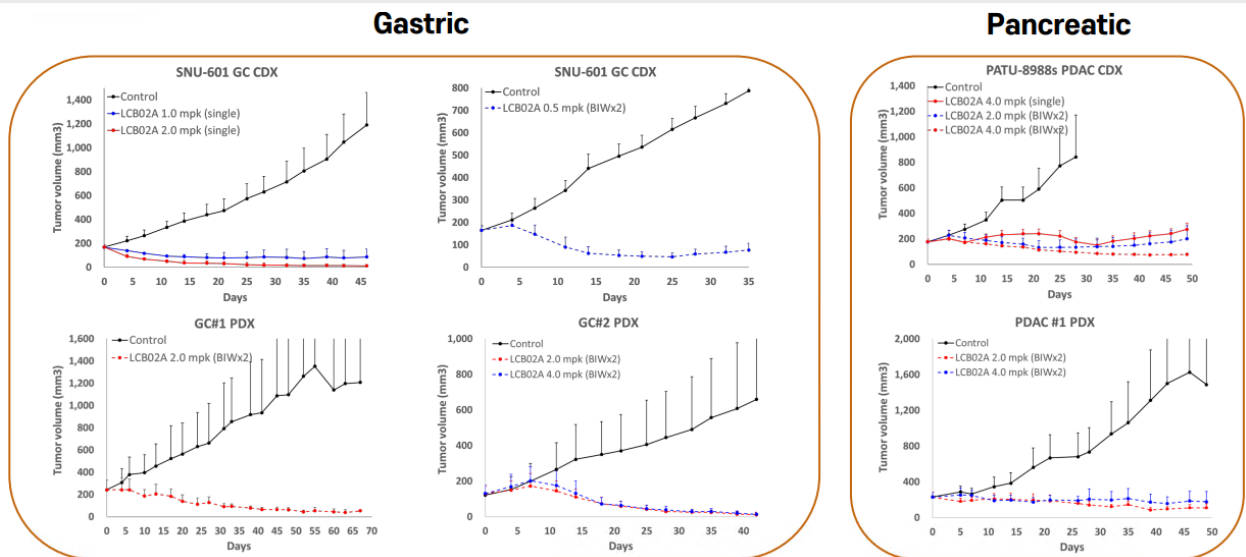 Gastric
Pancreatic
SNU-601 GC CDX
Tumor volume (mm3)
1,400
1,200
1,000
800
600
400
200
0
Control
LCB02A 1.0 mpk (single)
LCB02A 2.0 mpk (single)
0 5 10 15 20 25 30 35 40 45
Days
SNU-601 GC CDX
Tumor volume (mm3)
800
700
600
500
400
300
200
100
0
Control
LCB02A 0.5 mpk (BIWx2)
0 5 10 15 20 25 30 35
Days
PATU-8988s PDAC CDX
Tumor volume (mm3)
1,400
1,200
1,000
800
600
400
200
0
Control
LCB02A 4.0 mpk (single)
LCB02A 2.0 mpk (BIWx2)
LCB02A 4.0 mpk (BIWx2)
0 5 10 15 20 25 30 35 40 45 50
Days
GC#1 PDX
Tumor volume (mm3)
1,600
1,400
1,200
1,000
800
600
400
200
0
Control
LCB02A 2.0 mpk (BIWx2)
0 5 10 15 20 25 30 35 40 45 50 55 60 65 70
Days
GC#2 PDX
Tumor volume (mm3)
1,000
800
600
400
200
0
Control
LCB02A 2.0 mpk (BIWx2)
LCB02A 4.0 mpk (BIWx2)
0 5 10 15 20 25 30 35 40
Days
PDAC #1 PDX
Tumor volume (mm3)
2,000
1,600
1,200
800
400
0
Control
LCB02A 2.0 mpk (BIWx2)
LCB02A 4.0 mpk (BIWx2)
0 5 10 15 20 25 30 35 40 45 50
Days